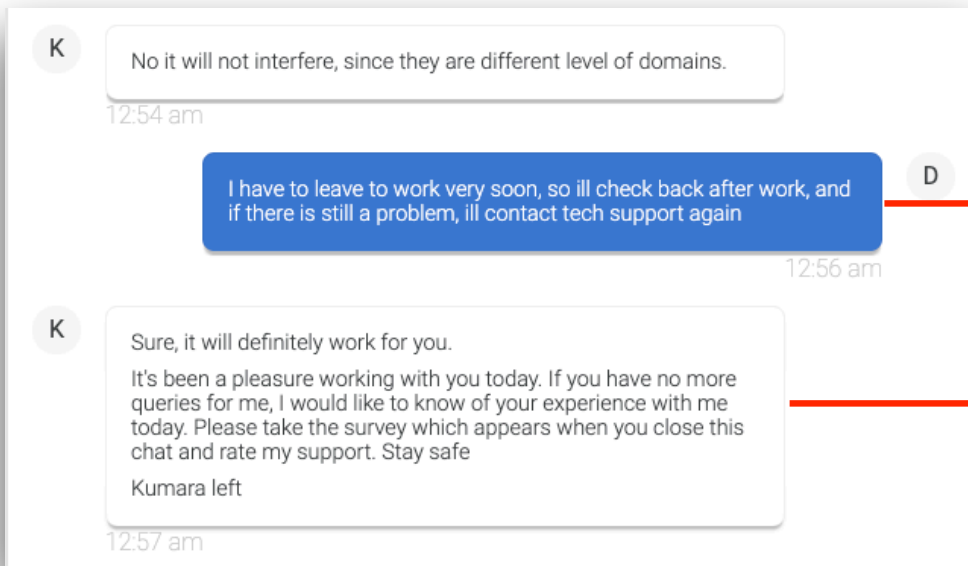 K
No it will not interfere, since they are different level of domains.
12:54 am
D
I have to leave to work very soon, so ill check back after work, and
if there is still a problem, ill contact tech support again
12:56 am
K
Sure, it will definitely work for you.
It's been a pleasure working with you today. If you have no more
queries for me, I would like to know of your experience with me
today. Please take the survey which appears when you close this
chat and rate my support. Stay safe
Kumara left
12:57 am